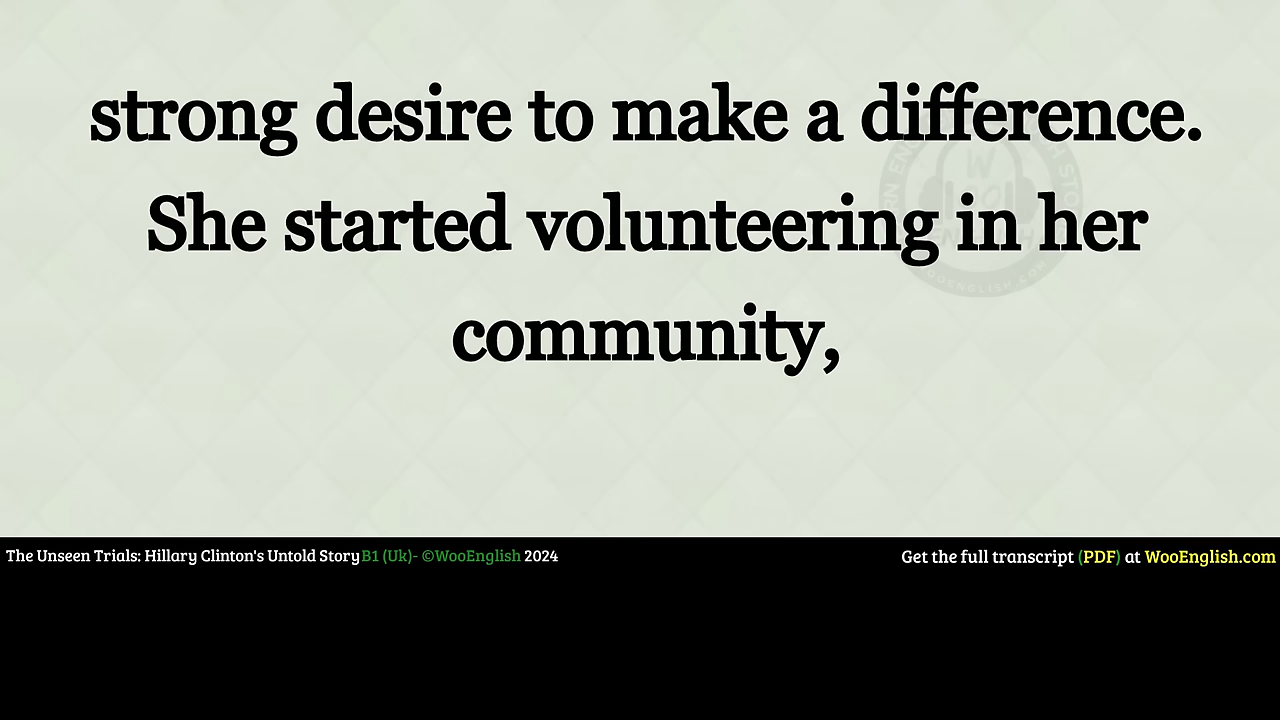 strong desire to make a difference.
She started volunteering in her
community,
The Unseen Trials: Hillary Clinton's Untold Story B1 (Uk)- ©WooEnglish 2024
Get the full transcript (PDF) at WooEnglish.com